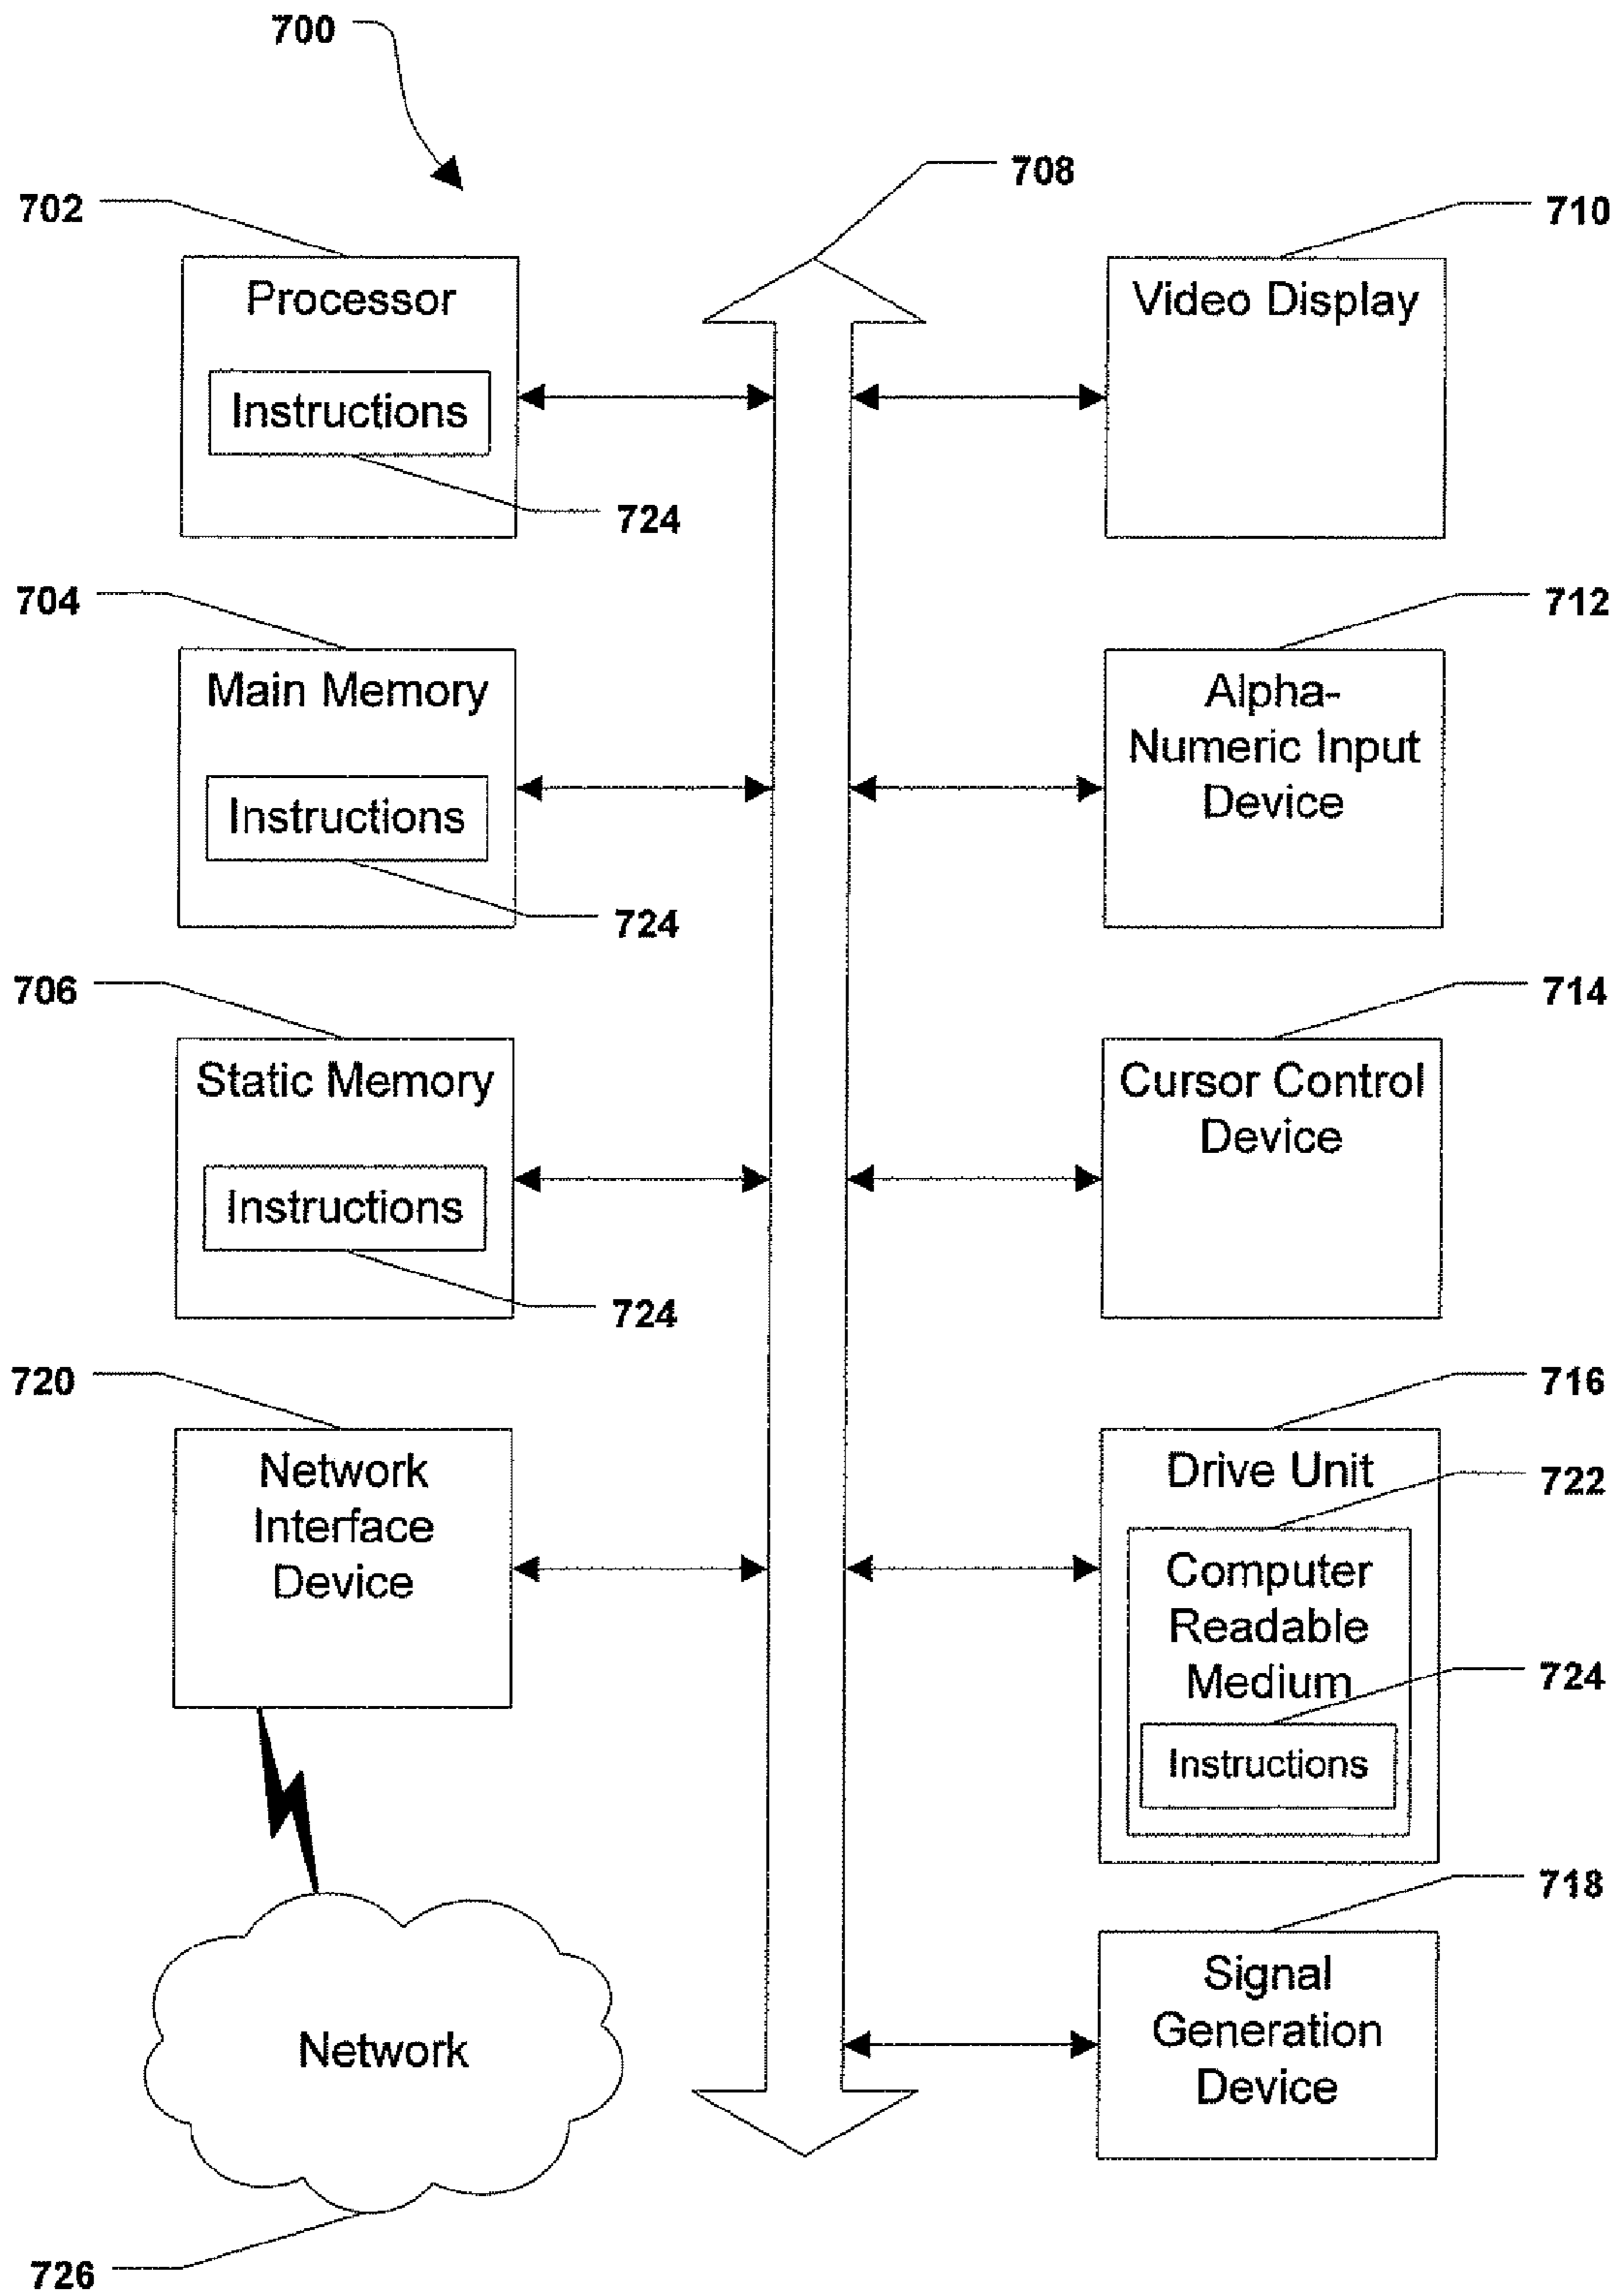 700
708
702
710
Processor
Video Display
Instructions
724
704
712
Main Memory
Alpha-
Numeric Input
Device
Instructions
724
706
714
Static Memory
Cursor Control
Device
Instructions
724
720
716
Network
Interface
Device
Drive Unit
722
Computer
Readable
Medium
724
Instructions
718
Signal
Generation
Device
Network
726